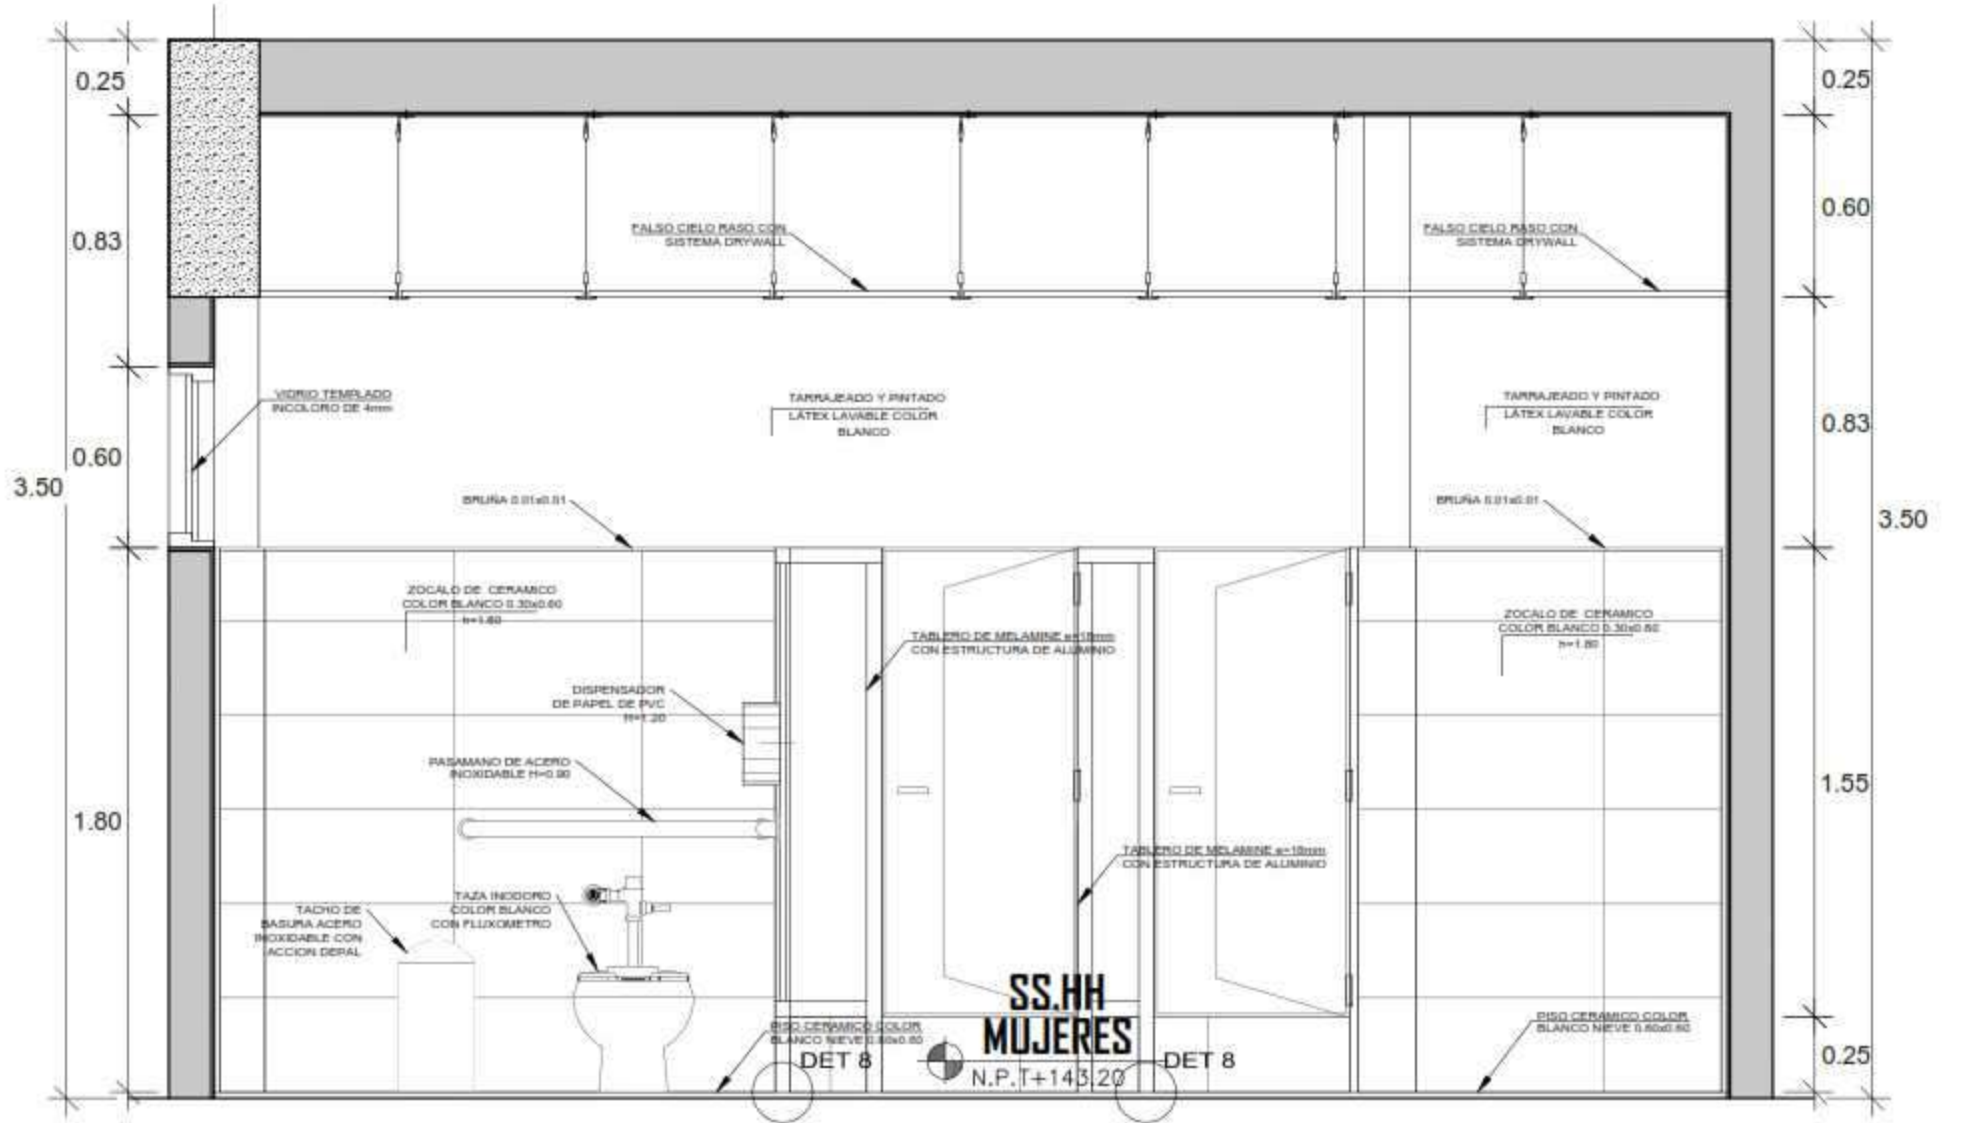 0.25
0.25
0.60
FALSO CIELO RASO CON
SISTEMA DRYWALL
FALSO CIELO RASO CON
SISTEMA DRYWALL
0.83
VIDRIO TEMPLADO
INCOLORO DE 4mm
TARRAJEADO Y PINTADO
LÁTEX LAVABLE COLOR
BLANCO
TARRAJEADO Y PINTADO
LÁTEX LAVABLE COLOR
BLANCO
0.83
0.60
3.50
BRUÑA 0.01x0.01
BRUÑA 0.01x0.01
3.50
ZOCALO DE CERAMICO
COLOR BLANCO 0.30x0.60
h=1.80
ZOCALO DE CERAMICO
COLOR BLANCO 0.30x0.60
h=1.80
TABLERO DE MELAMINE e=18mm
CON ESTRUCTURA DE ALUMINIO
DISPENSADOR
DE PAPEL DE PVC
H=1.20
PASAMANO DE ACERO
INOXIDABLE H=0.90
1.55
1.80
TABLERO DE MELAMINE e=18mm
CON ESTRUCTURA DE ALUMINIO
TACHO DE
BASURA ACERO
INOXIDABLE CON
ACCION DEPAL
TAZA INODORO
COLOR BLANCO
CON FLUXOMETRO
SS.HH
MUJERES
N.P.T+143.20
PISO CERAMICO COLOR
BLANCO NIEVE 0.60x0.60
DET 8
DET 8
PISO CERAMICO COLOR
BLANCO NIEVE 0.60x0.60
0.25